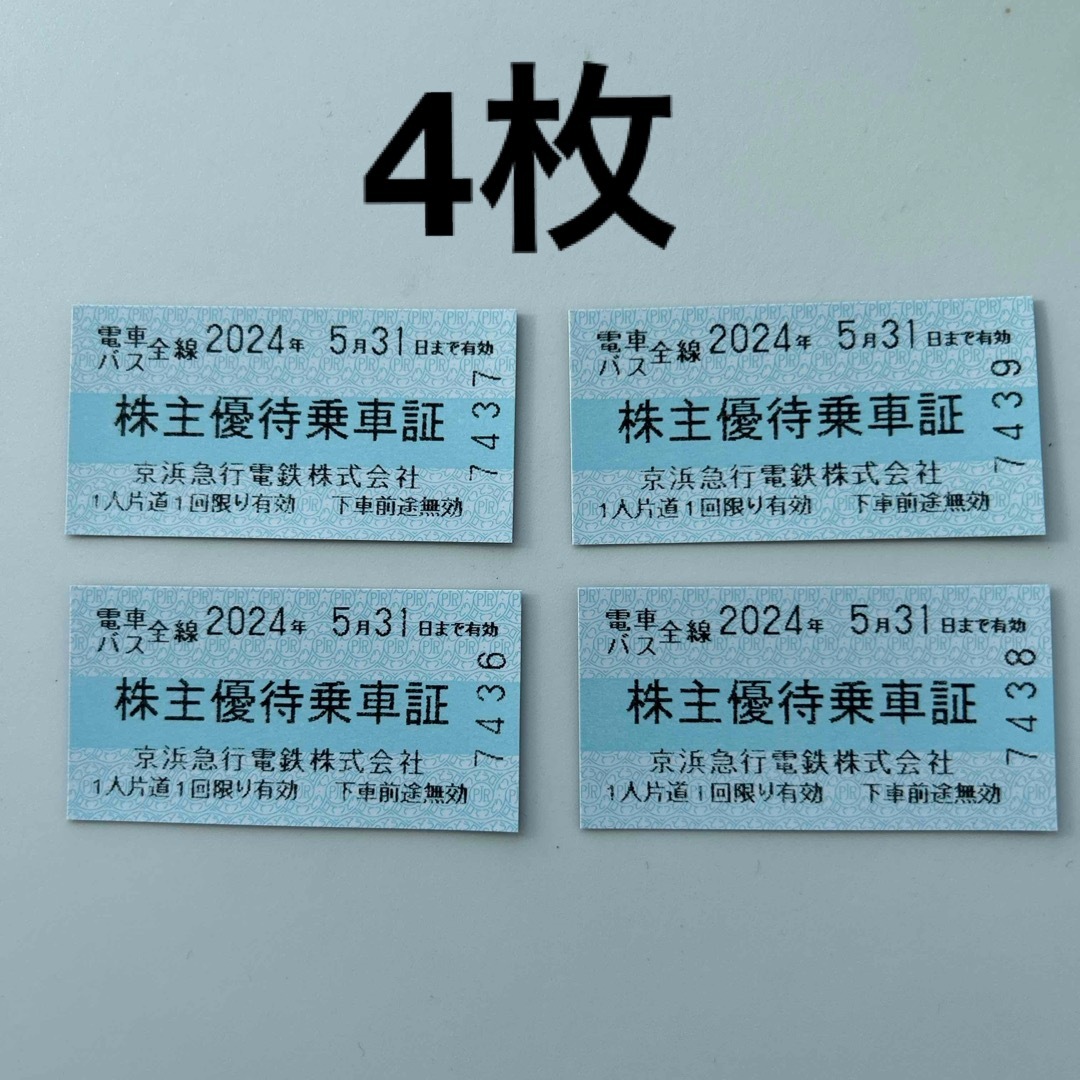 4枚
電車
バス 全線 2024年 5月31日まで有効
株主優待乗車証
京浜急行電鉄株式会社
1人片道1回限り有効 下車前途無効
7437
電車
バス 全線 2024年 5月31日まで有効
株主優待乗車証
京浜急行電鉄株式会社
1人片道1回限り有効 下車前途無効
7439
電車
バス 全線 2024年 5月31日まで有効
株主優待乗車証
京浜急行電鉄株式会社
1人片道1回限り有効 下車前途無効
7436
電車
バス 全線 2024年 5月31日まで有効
株主優待乗車証
京浜急行電鉄株式会社
1人片道1回限り有効 下車前途無効
7438